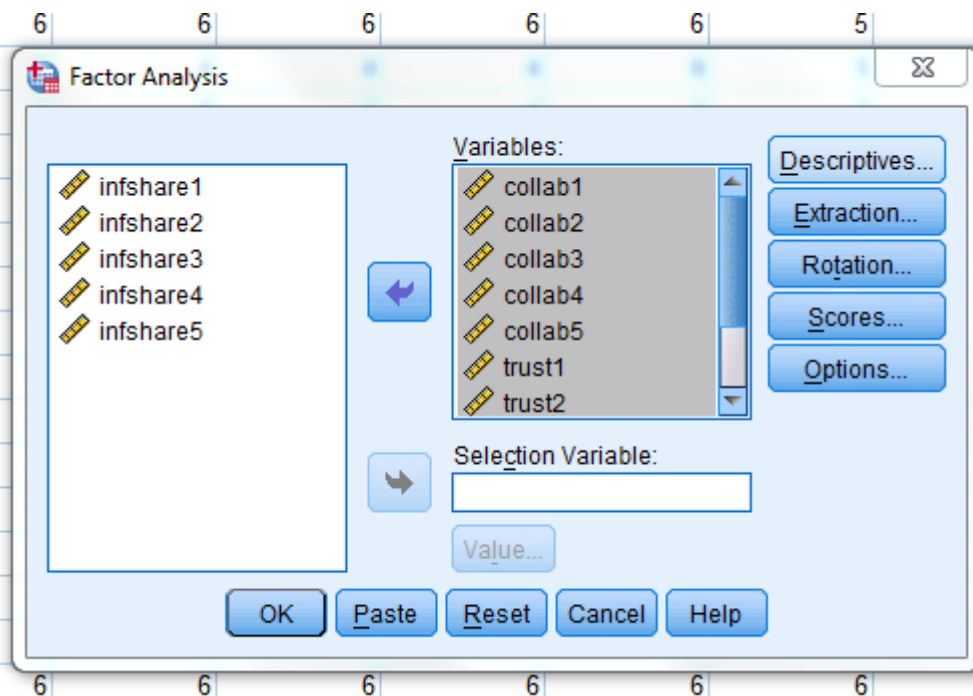 6 6 6 6 6 5
Factor Analysis
infshare1
infshare2
infshare3
infshare4
infshare5
Variables:
collab1
collab2
collab3
collab4
collab5
trust1
trust2
Selection Variable:
Value...
Descriptives...
Extraction...
Rotation...
Scores...
Options...
OK Paste Reset Cancel Help
6 6 6 6 6 6